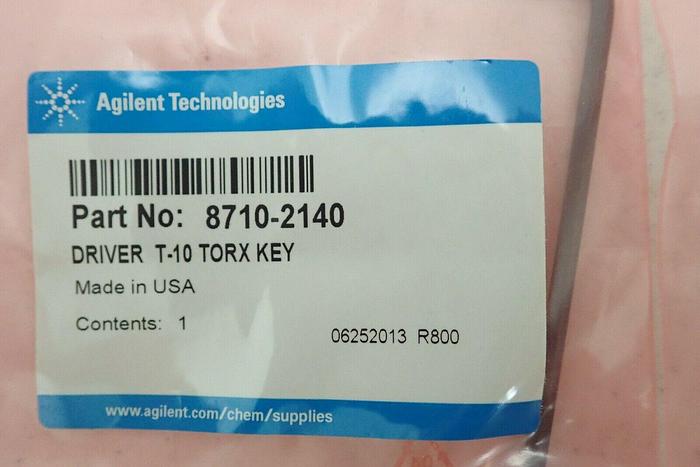 Agilent Technologies
Part No: 8710-2140
DRIVER T-10 TORX KEY
Made in USA
Contents: 1
06252013 R800
www.agilent.com/chem/supplies